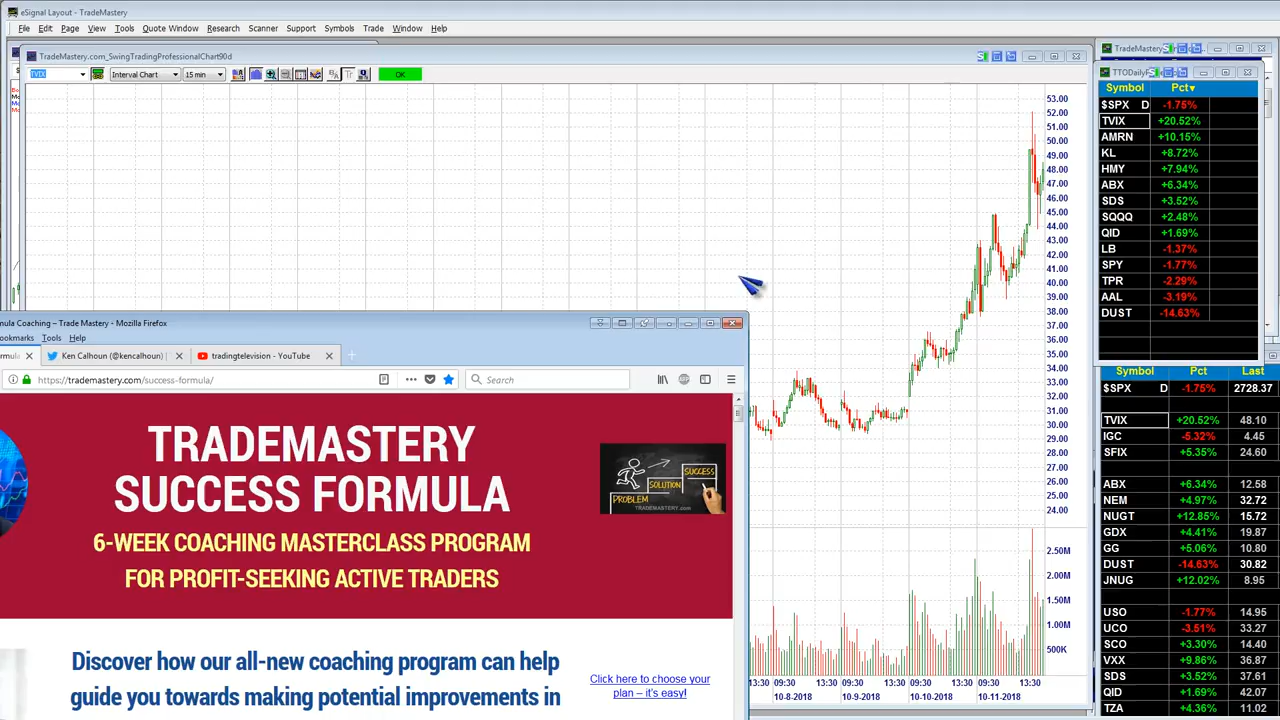 eSignal Layout - TradeMastery
File Edit Page View Tools Quote Window Research Scanner Support Symbols Trade Window Help
TradeMastery.com_SwingTradingProfessionalChart90d
TVIX Interval Chart 15 min OK
53.00
52.00
51.00
50.00
49.00
48.00
47.00
46.00
45.00
44.00
43.00
42.00
41.00
40.00
39.00
38.00
37.00
36.00
35.00
34.00
33.00
32.00
31.00
30.00
29.00
28.00
27.00
26.00
25.00
24.00
2.50M
2.00M
1.50M
1.00M
500K
13:30 09:30 13:30 09:30 13:30 09:30 13:30 09:30 13:30
10-8-2018 10-9-2018 10-10-2018 10-11-2018
TradeMastery
TTODailyF
Symbol Pct
$SPX D -1.75%
TVIX +20.52%
AMRN +10.15%
KL +8.72%
HMY +7.94%
ABX +6.34%
SDS +3.52%
SQQQ +2.48%
QID +1.69%
LB -1.37%
SPY -1.77%
TPR -2.29%
AAL -3.19%
DUST -14.63%
Symbol Pct Last
$SPX D -1.75% 2728.37
TVIX +20.52% 48.10
IGC -5.32% 4.45
SFIX +5.35% 24.60
ABX +6.34% 12.58
NEM +4.97% 32.72
NUGT +12.85% 15.72
GDX +4.41% 19.87
GG +5.06% 10.80
DUST -14.63% 30.82
JNUG +12.02% 8.95
USO -1.77% 14.95
UCO -3.51% 33.27
SCO +3.30% 14.40
VXX +9.86% 36.87
SDS +3.52% 37.61
QID +1.69% 42.07
TZA +4.36% 11.02
mula Coaching – Trade Mastery - Mozilla Firefox
ookmarks Tools Help
rmula Ken Calhoun (@kencalhoun) | tradingtelevision - YouTube
https://trademastery.com/success-formula/ Search
TRADEMASTERY
SUCCESS FORMULA
6-WEEK COACHING MASTERCLASS PROGRAM
FOR PROFIT-SEEKING ACTIVE TRADERS
PROBLEM SOLUTION SUCCESS
TRADEMASTERY.com
Discover how our all-new coaching program can help
guide you towards making potential improvements in
Click here to choose your
plan – it's easy!